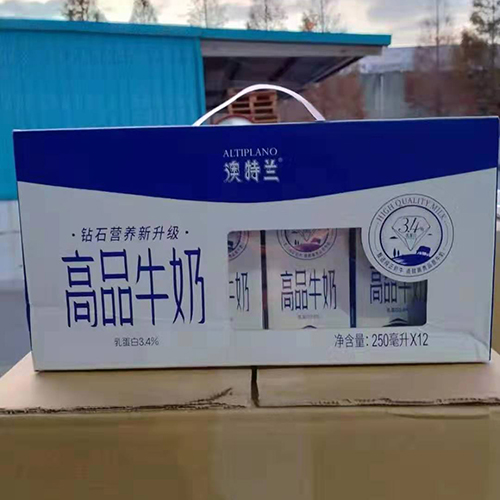 ALTIPLANO
澳特兰®
·钻石营养新升级·
高品牛奶
乳蛋白3.4%
HIGH QUALITY MILK
3.4%
高品牛奶
净含量：250毫升X12